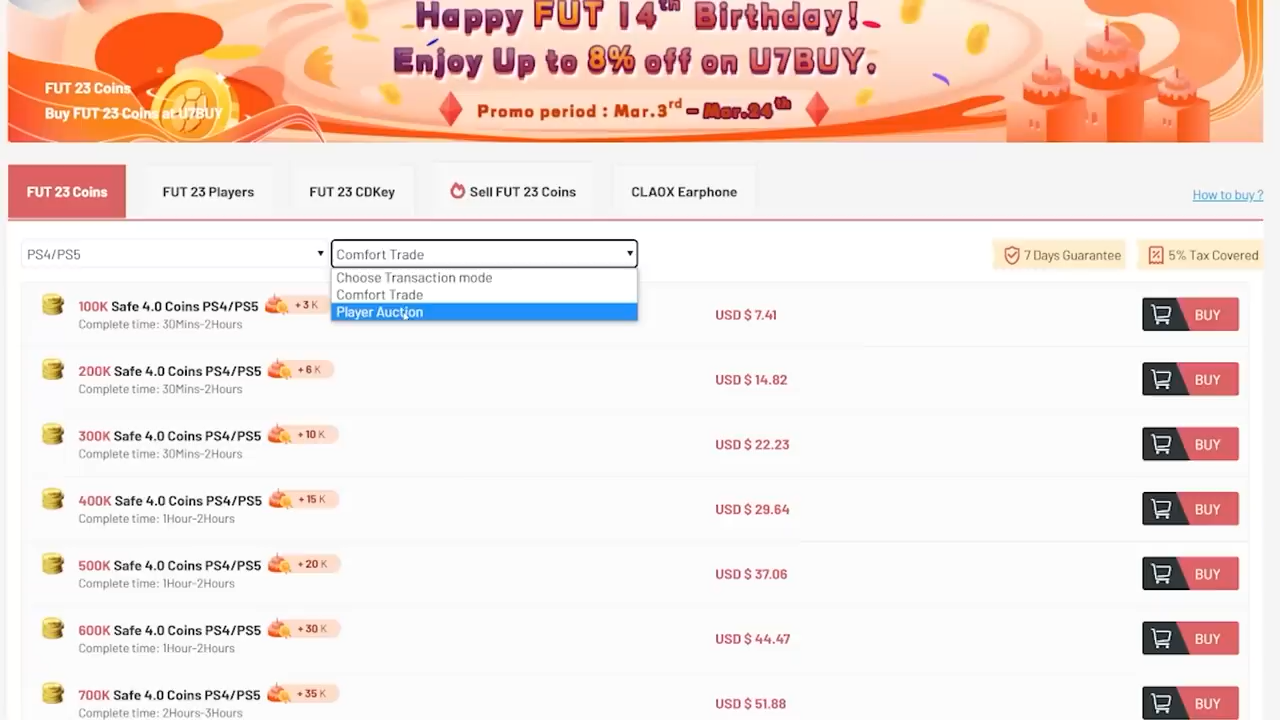 Happy FUT 14th Birthday!
Enjoy Up to 8% off on U7BUY.
Promo period : Mar.3rd - Mar.24th
FUT 23 Coins
Buy FUT 23 Coins at U7BUY
FUT 23 Coins
FUT 23 Players
FUT 23 CDKey
Sell FUT 23 Coins
CLAOX Earphone
How to buy ?
PS4/PS5
Comfort Trade
7 Days Guarantee
5% Tax Covered
Choose Transaction mode
Comfort Trade
Player Auction
100K Safe 4.0 Coins PS4/PS5 +3 K
Complete time: 30Mins-2Hours
USD $ 7.41
BUY
200K Safe 4.0 Coins PS4/PS5 +6 K
Complete time: 30Mins-2Hours
USD $ 14.82
BUY
300K Safe 4.0 Coins PS4/PS5 +10 K
Complete time: 30Mins-2Hours
USD $ 22.23
BUY
400K Safe 4.0 Coins PS4/PS5 +15 K
Complete time: 1Hour-2Hours
USD $ 29.64
BUY
500K Safe 4.0 Coins PS4/PS5 +20 K
Complete time: 1Hour-2Hours
USD $ 37.06
BUY
600K Safe 4.0 Coins PS4/PS5 +30 K
Complete time: 1Hour-2Hours
USD $ 44.47
BUY
700K Safe 4.0 Coins PS4/PS5 +35 K
Complete time: 2Hours-3Hours
USD $ 51.88
BUY